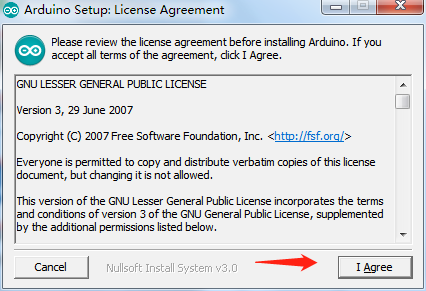 Arduino Setup: License Agreement
Please review the license agreement before installing Arduino. If you
accept all terms of the agreement, click I Agree.
GNU LESSER GENERAL PUBLIC LICENSE
Version 3, 29 June 2007
Copyright (C) 2007 Free Software Foundation, Inc. <http://fsf.org/>
Everyone is permitted to copy and distribute verbatim copies of this license
document, but changing it is not allowed.
This version of the GNU Lesser General Public License incorporates the terms
and conditions of version 3 of the GNU General Public License, supplemented
by the additional permissions listed below.
Cancel
Nullsoft Install System v3.0
I Agree